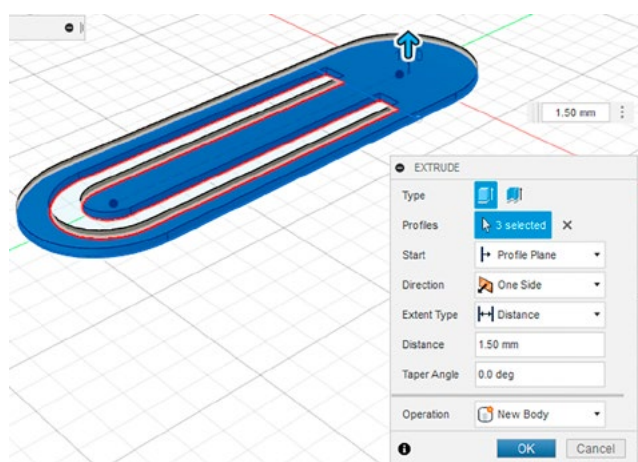 1.50 mm
EXTRUDE
Type
Profiles 3 selected
Start Profile Plane
Direction One Side
Extent Type Distance
Distance 1.50 mm
Taper Angle 0.0 deg
Operation New Body
OK Cancel